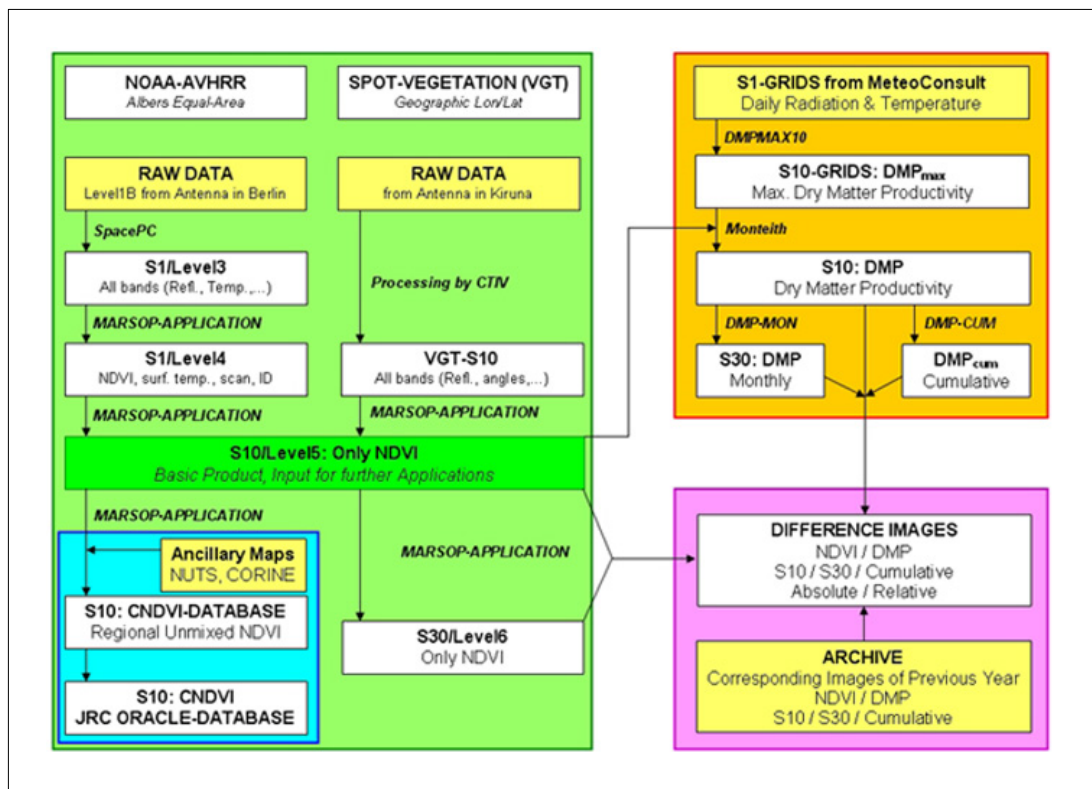 NOAA-AVHRR
Albers Equal-Area
SPOT-VEGETATION (VGT)
Geographic Lon/Lat
RAW DATA
Level1B from Antenna in Berlin
RAW DATA
from Antenna in Kiruna
SpacePC
S1/Level3
All bands (Refl., Temp.,...)
Processing by CTIV
MARSOP-APPLICATION
S1/Level4
NDVI, surf. temp., scan, ID
VGT-S10
All bands (Refl., angles,...)
MARSOP-APPLICATION
MARSOP-APPLICATION
S10/Level5: Only NDVI
Basic Product, Input for further Applications
MARSOP-APPLICATION
MARSOP-APPLICATION
Ancillary Maps
NUTS, CORINE
S10: CNDVI-DATABASE
Regional Unmixed NDVI
S30/Level6
Only NDVI
S10: CNDVI
JRC ORACLE-DATABASE
S1-GRIDS from MeteoConsult
Daily Radiation & Temperature
DMPMAX10
S10-GRIDS: DMPmax
Max. Dry Matter Productivity
Monteith
S10: DMP
Dry Matter Productivity
DMP-MON
DMP-CUM
S30: DMP
Monthly
DMPcum
Cumulative
DIFFERENCE IMAGES
NDVI / DMP
S10 / S30 / Cumulative
Absolute / Relative
ARCHIVE
Corresponding Images of Previous Year
NDVI / DMP
S10 / S30 / Cumulative